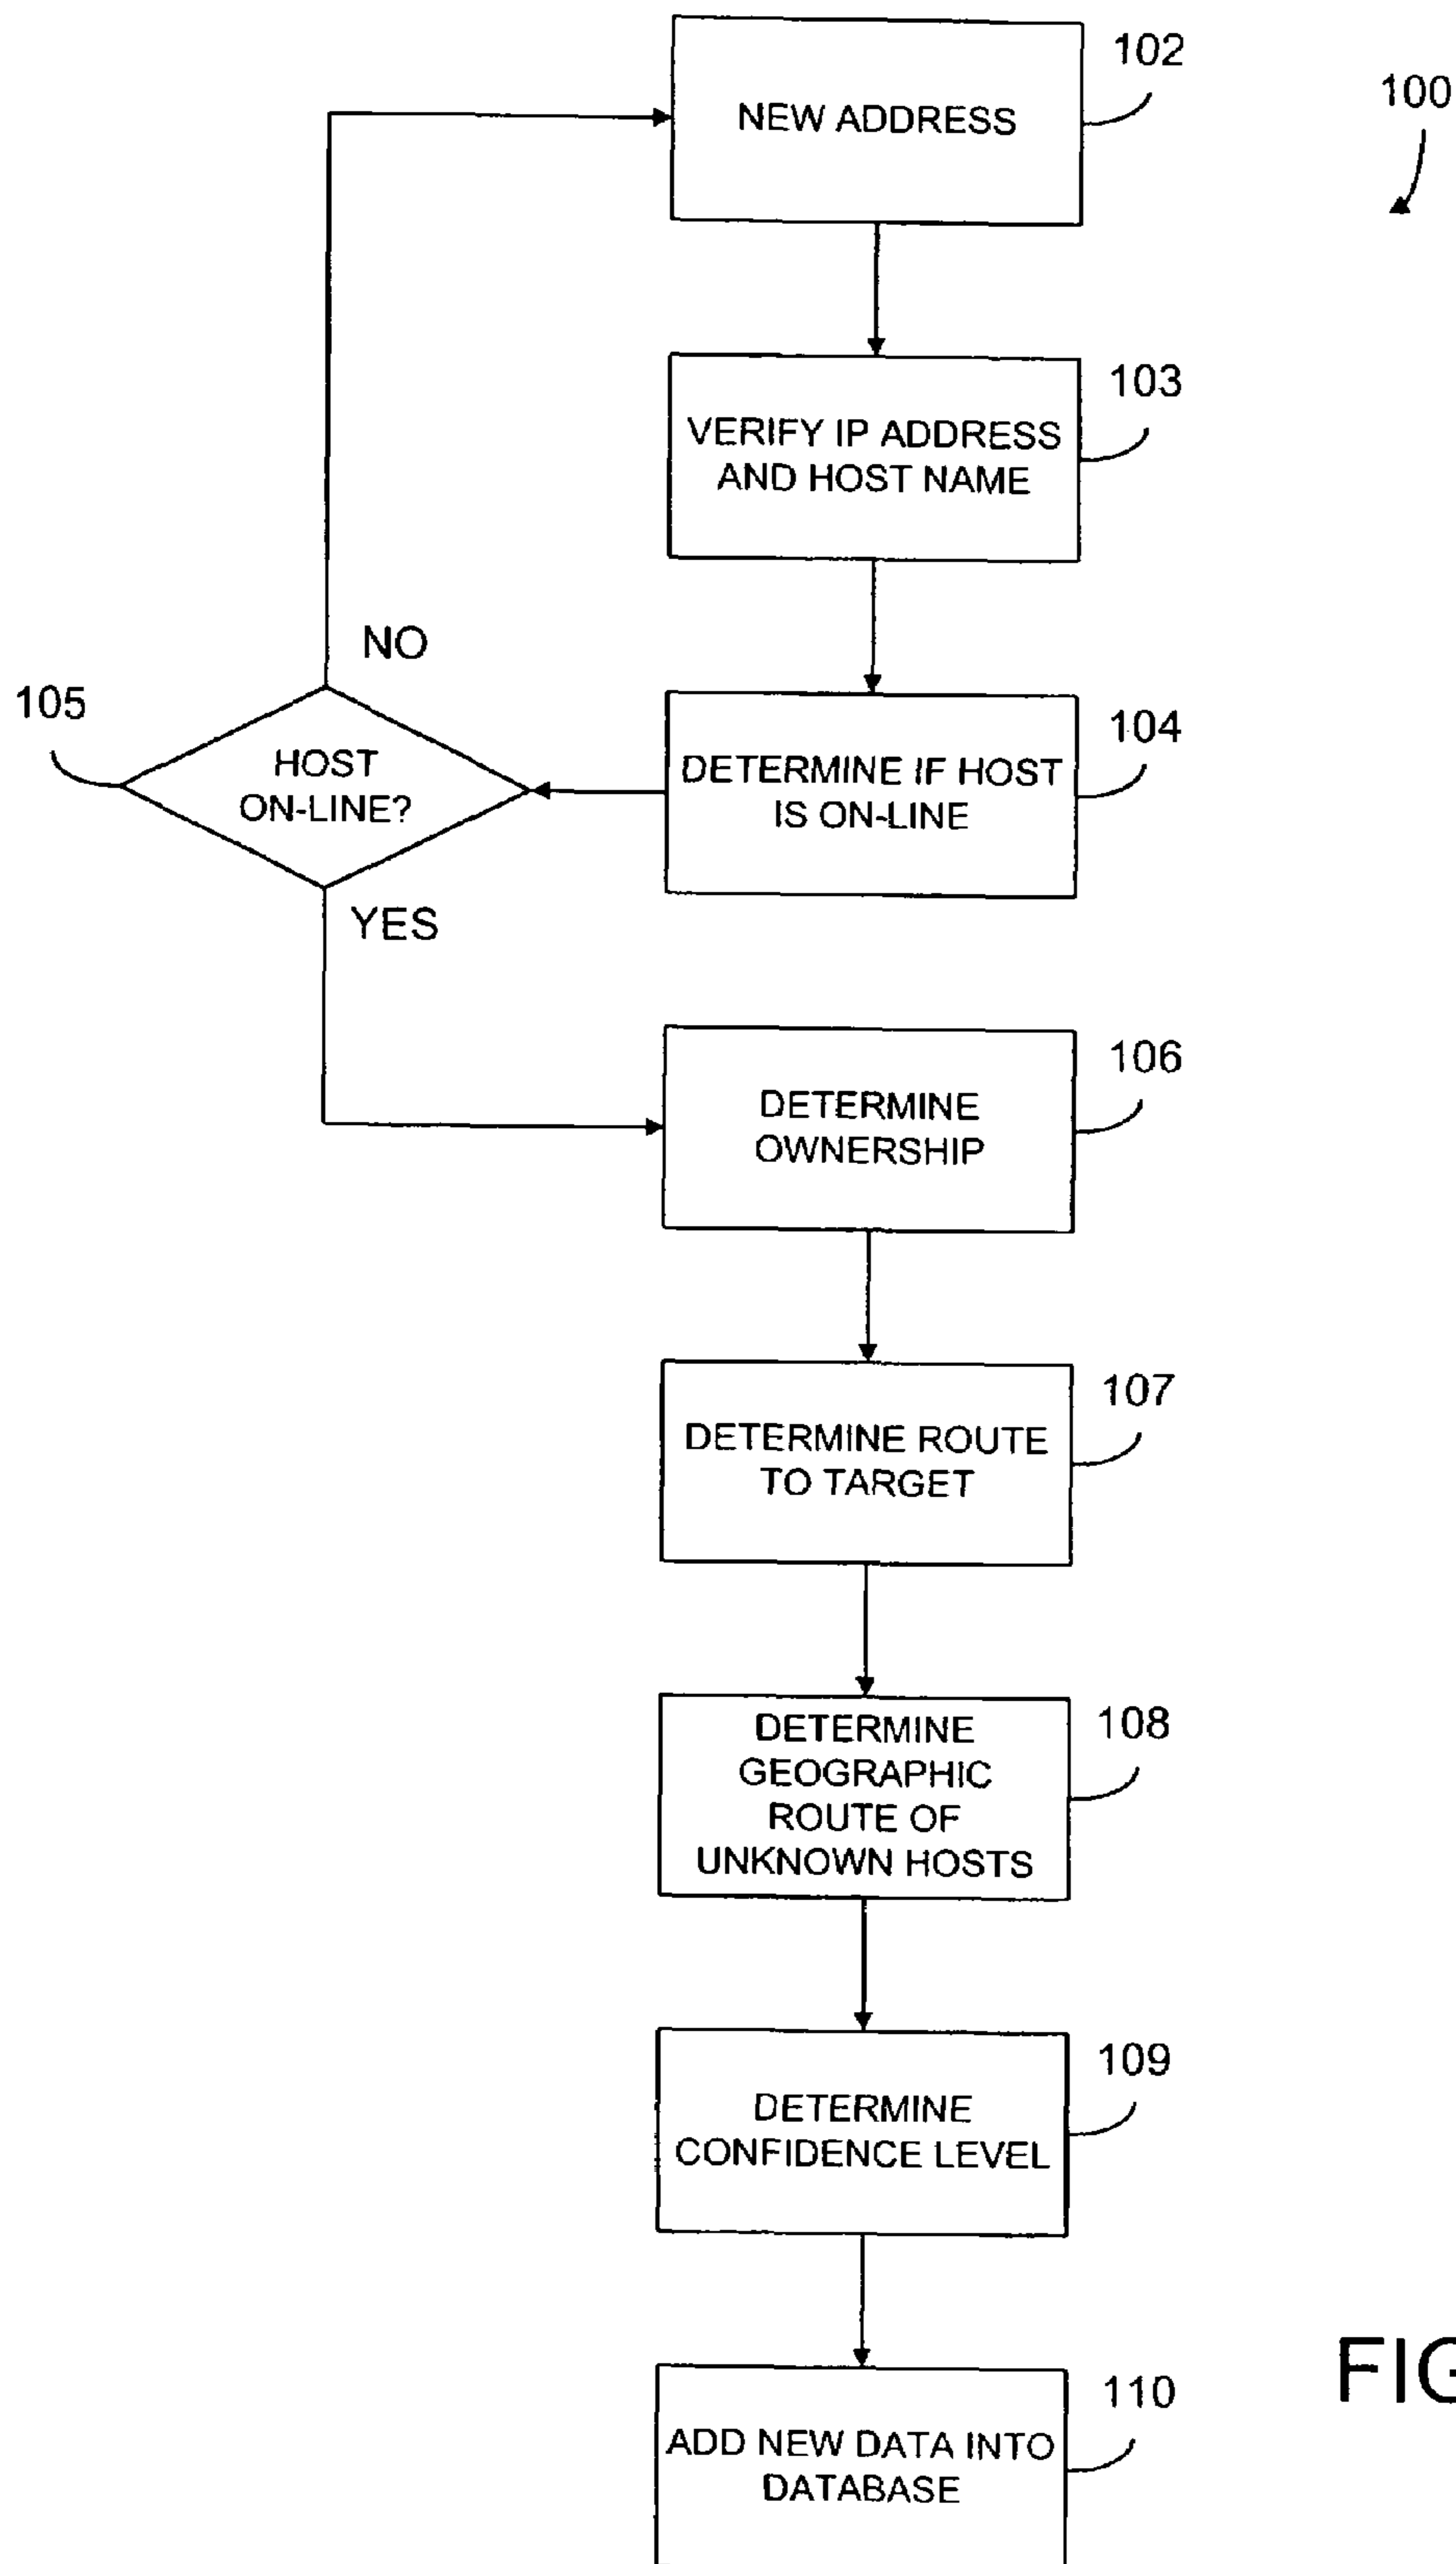 102
100
NEW ADDRESS
103
VERIFY IP ADDRESS
AND HOST NAME
NO
105
104
HOST
ON-LINE?
DETERMINE IF HOST
IS ON-LINE
YES
106
DETERMINE
OWNERSHIP
107
DETERMINE ROUTE
TO TARGET
108
DETERMINE
GEOGRAPHIC
ROUTE OF
UNKNOWN HOSTS
109
DETERMINE
CONFIDENCE LEVEL
110
ADD NEW DATA INTO
DATABASE